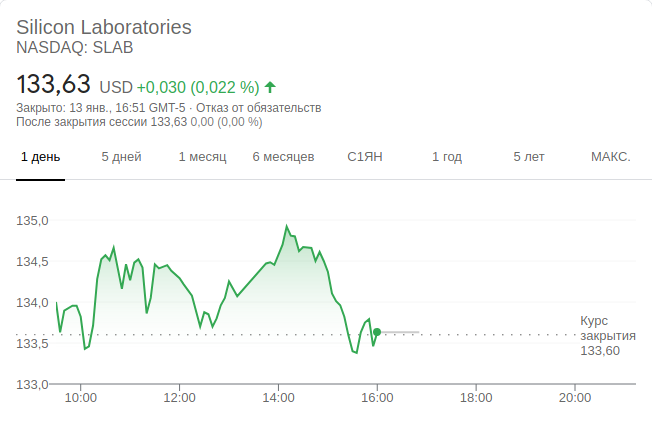 Silicon Laboratories
NASDAQ: SLAB
133,63 USD +0,030 (0,022 %)
Закрыто: 13 янв., 16:51 GMT-5 · Отказ от обязательств
После закрытия сессии 133,63 0,00 (0,00 %)
1 день 5 дней 1 месяц 6 месяцев С1ЯН 1 год 5 лет МАКС.
135,0
134,5
134,0
133,5
133,0
Курс
закрытия
133,60
10:00 12:00 14:00 16:00 18:00 20:00